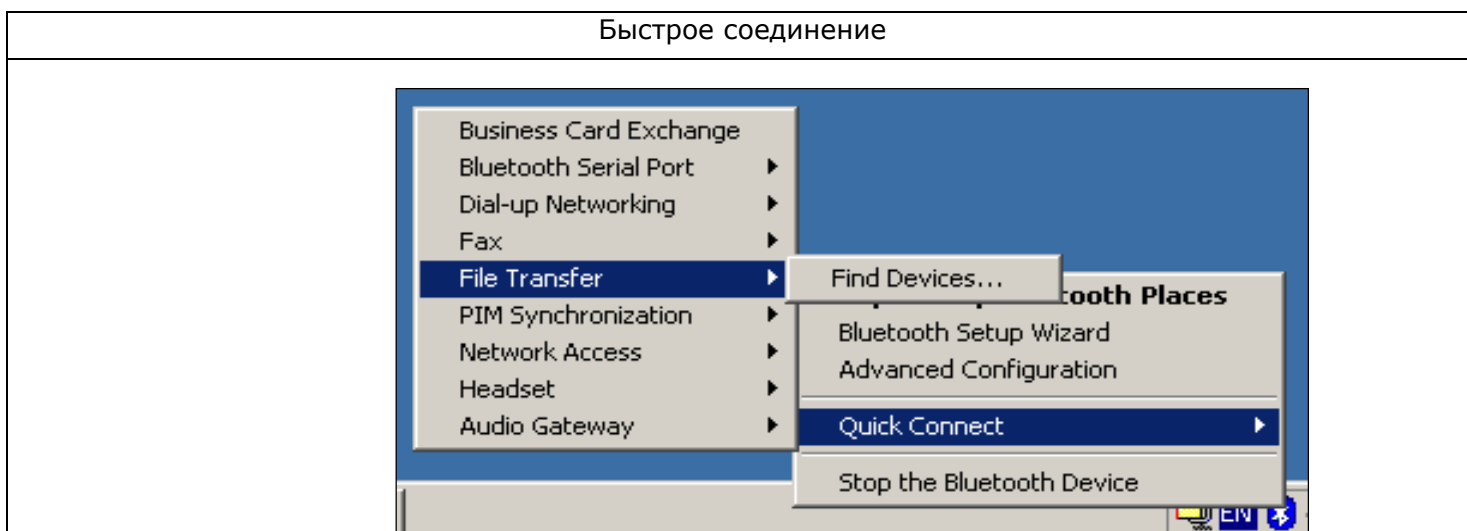 Быстрое соединение
Business Card Exchange
Bluetooth Serial Port
Dial-up Networking
Fax
File Transfer
PIM Synchronization
Network Access
Headset
Audio Gateway
Find Devices...
Places
Bluetooth Setup Wizard
Advanced Configuration
Quick Connect
Stop the Bluetooth Device
EN